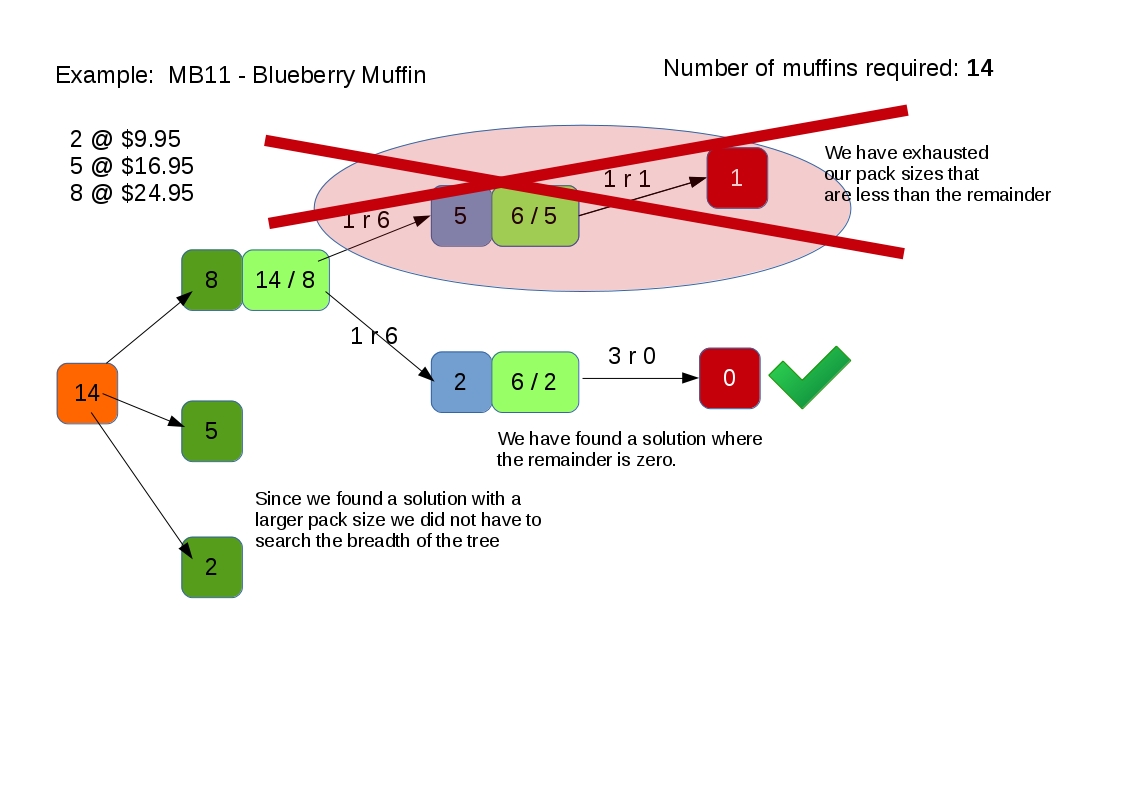 Example:  MB11 - Blueberry Muffin
Number of muffins required: 14
2 @ $9.95
5 @ $16.95
8 @ $24.95
We have exhausted
our pack sizes that
are less than the remainder
1 r 1
1
1 r 6
5
6 / 5
8
14 / 8
1 r 6
2
6 / 2
3 r 0
0
14
5
We have found a solution where
the remainder is zero.
Since we found a solution with a
larger pack size we did not have to
search the breadth of the tree
2